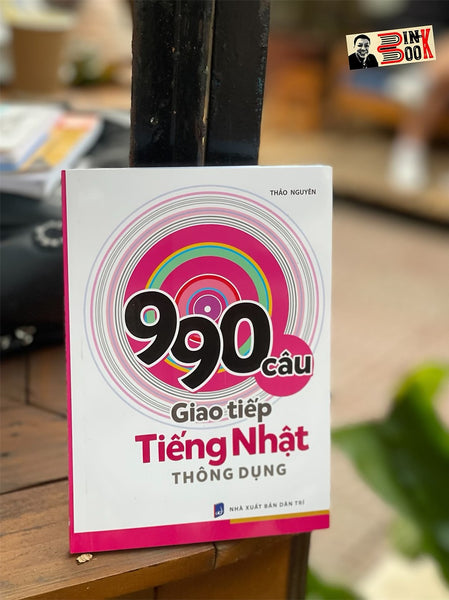 BINK
BOOK
THẢO NGUYÊN
990 câu
Giao tiếp
Tiếng Nhật
THÔNG DỤNG
NHÀ XUẤT BẢN DÂN TRÍ